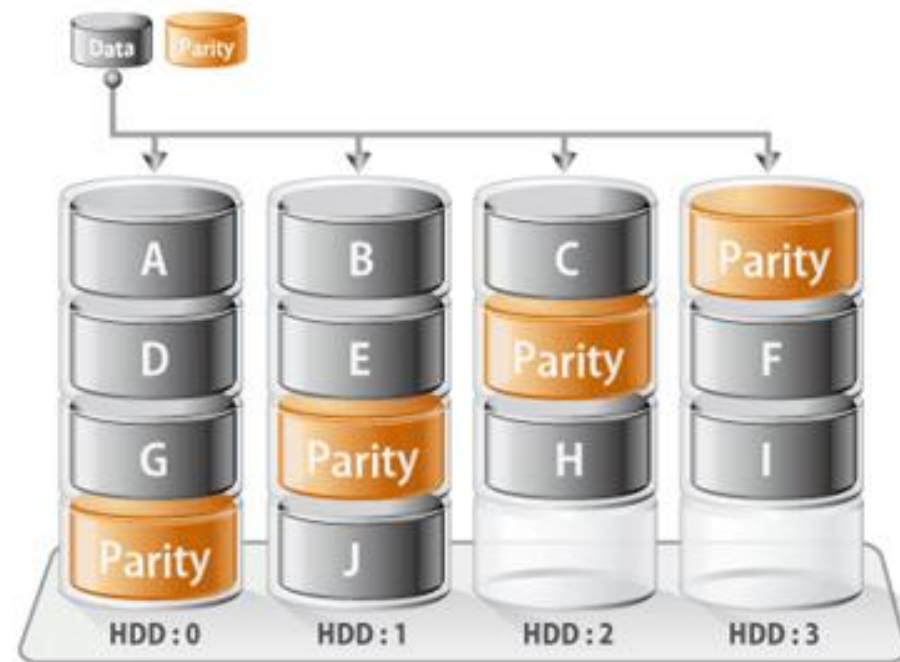 Data Parity
A B C Parity
D E Parity F
G Parity H I
Parity J
HDD : 0 HDD : 1 HDD : 2 HDD : 3